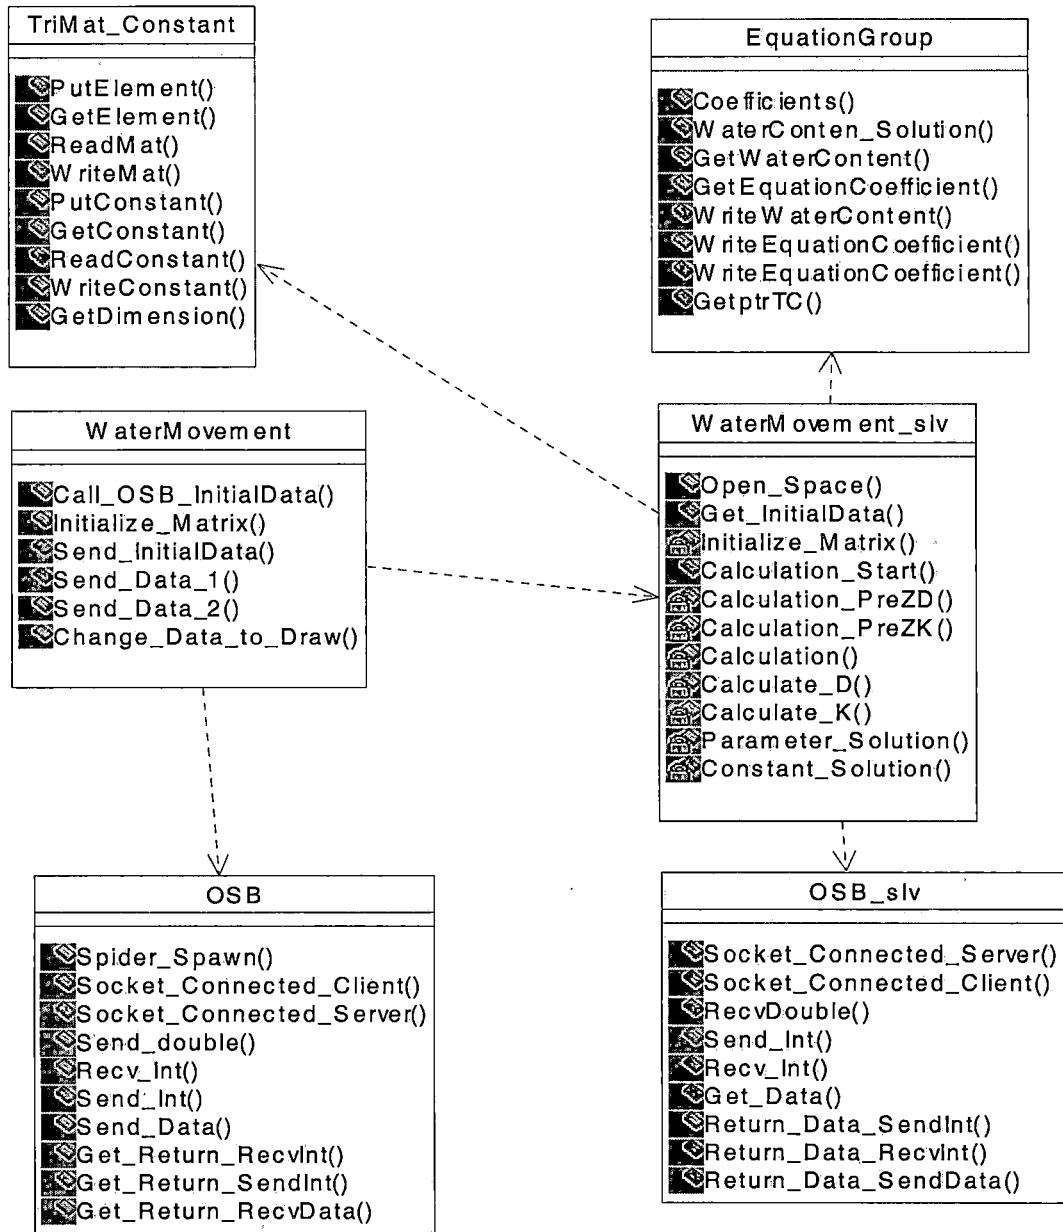 TriMat_Constant
PutElement()
GetElement()
ReadMat()
WriteMat()
PutConstant()
GetConstant()
ReadConstant()
WriteConstant()
GetDimension()
EquationGroup
Coefficients()
WaterConten_Solution()
GetWaterContent()
GetEquationCoefficient()
WriteWaterContent()
WriteEquationCoefficient()
WriteEquationCoefficient()
GetptrTC()
WaterMovement
Call_OSB_InitialData()
Initialize_Matrix()
Send_InitialData()
Send_Data_1()
Send_Data_2()
Change_Data_to_Draw()
WaterMovement_slv
Open_Space()
Get_InitialData()
Initialize_Matrix()
Calculation_Start()
Calculation_PreZD()
Calculation_PreZK()
Calculation()
Calculate_D()
Calculate_K()
Parameter_Solution()
Constant_Solution()
OSB
Spider_Spawn()
Socket_Connected_Client()
Socket_Connected_Server()
Send_double()
Recv_Int()
Send_Int()
Send_Data()
Get_Return_RecvInt()
Get_Return_SendInt()
Get_Return_RecvData()
OSB_slv
Socket_Connected_Server()
Socket_Connected_Client()
RecvDouble()
Send_Int()
Recv_Int()
Get_Data()
Return_Data_SendInt()
Return_Data_RecvInt()
Return_Data_SendData()